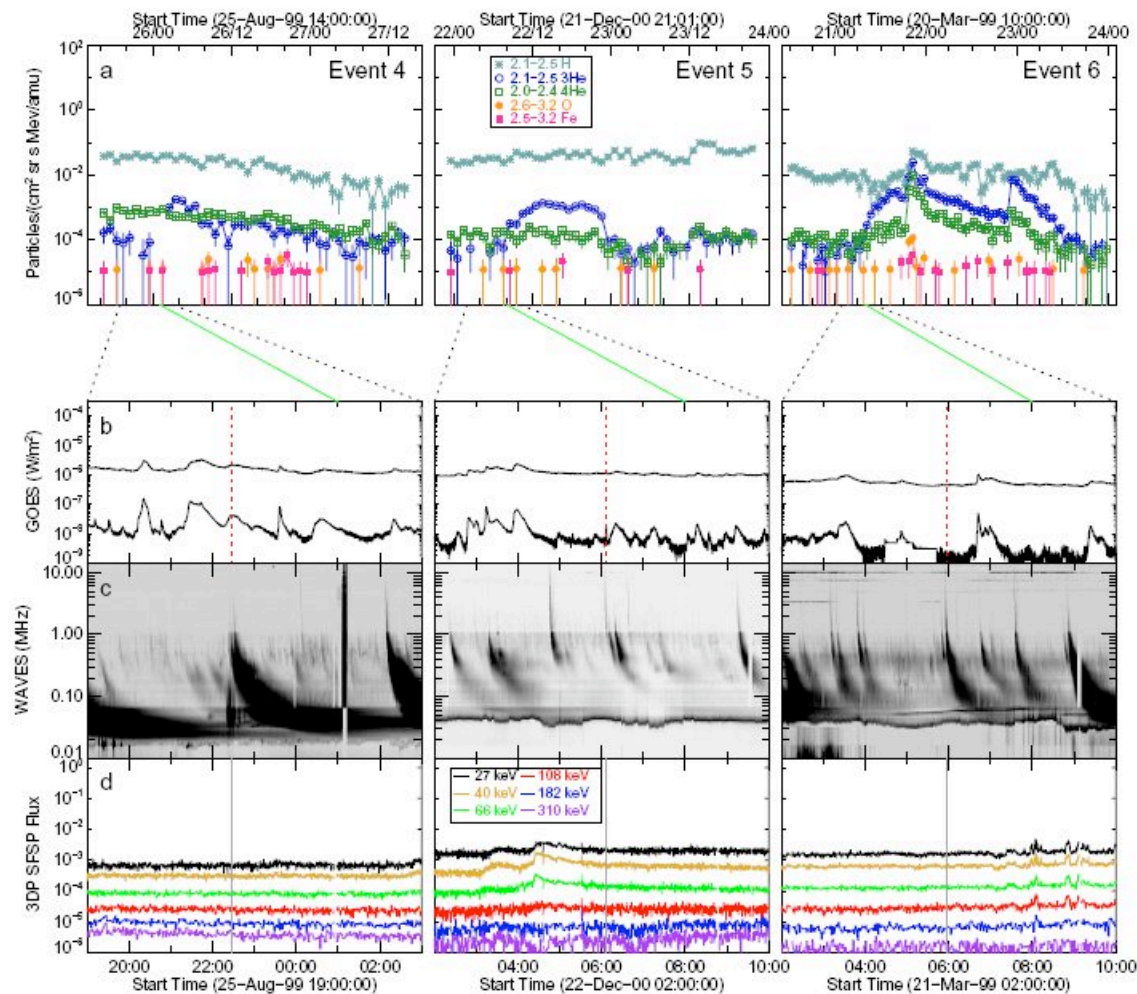 Start Time (25-Aug-99 14:00:00)
Start Time (21-Dec-00 21:01:00)
Start Time (20-Mar-99 10:00:00)
26/00 26/12 27/00 27/12
22/00 22/12 23/00 23/12 24/00
21/00 22/00 23/00 24/00
Particles/(cm² sr s Mev/amu)
10²
10⁰
10⁻²
10⁻⁴
10⁻⁶
a
Event 4
2.1-2.5 H
2.1-2.5 3He
2.0-2.4 4He
2.6-3.2 O
2.5-3.2 Fe
Event 5
Event 6
GOES (W/m²)
10⁻⁴
10⁻⁵
10⁻⁶
10⁻⁷
10⁻⁸
10⁻⁹
b
WAVES (MHz)
10.00
1.00
0.10
0.01
c
3DP SFSP Flux
10⁰
10⁻¹
10⁻²
10⁻³
10⁻⁴
10⁻⁵
10⁻⁶
d
27 keV 108 keV
40 keV 182 keV
66 keV 310 keV
20:00 22:00 00:00 02:00
04:00 06:00 08:00 10:00
04:00 06:00 08:00 10:00
Start Time (25-Aug-99 19:00:00)
Start Time (22-Dec-00 02:00:00)
Start Time (21-Mar-99 02:00:00)